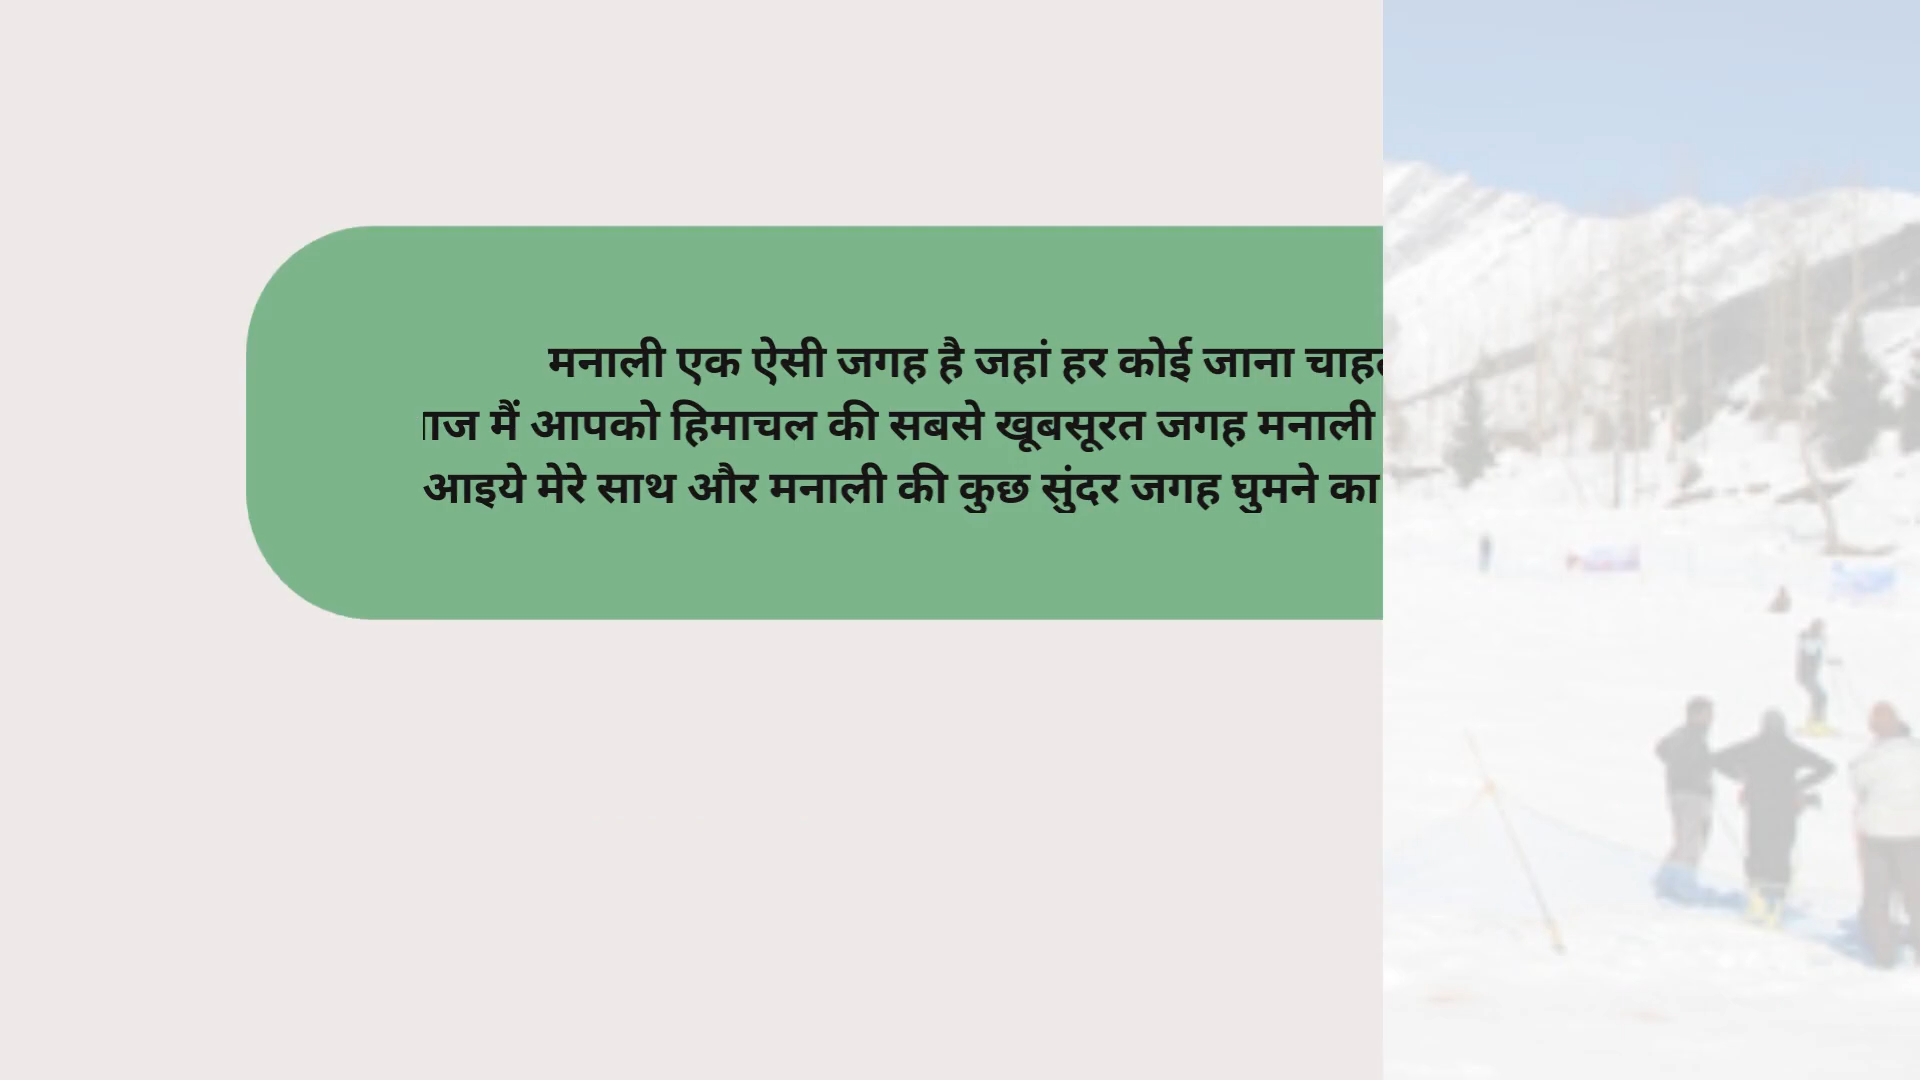 मनाली एक ऐसी जगह है जहां हर कोई जाना
मैं आपको हिमाचल की सबसे खूबसूरत जगह मनाली
आइये मेरे साथ और मनाली की कुछ सुंदर जगह घुमने का